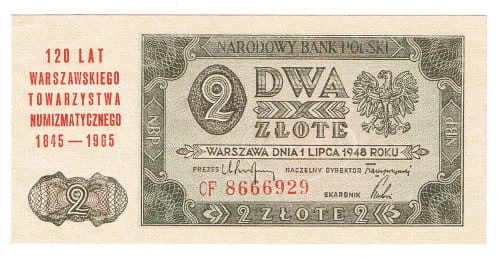 120 LAT
WARSZAWSKIEGO
TOWARZYSTWA
NUMIZMATYCZNEGO
1845 — 1965
NARODOWY BANK POLSKI
2 DWA
ZŁOTE
NBP
NBP
WARSZAWA DNIA 1 LIPCA 1948 ROKU
PREZES NACZELNY DYREKTOR
CF 8666929
SKARBNIK
2
2 ZŁOTE 2